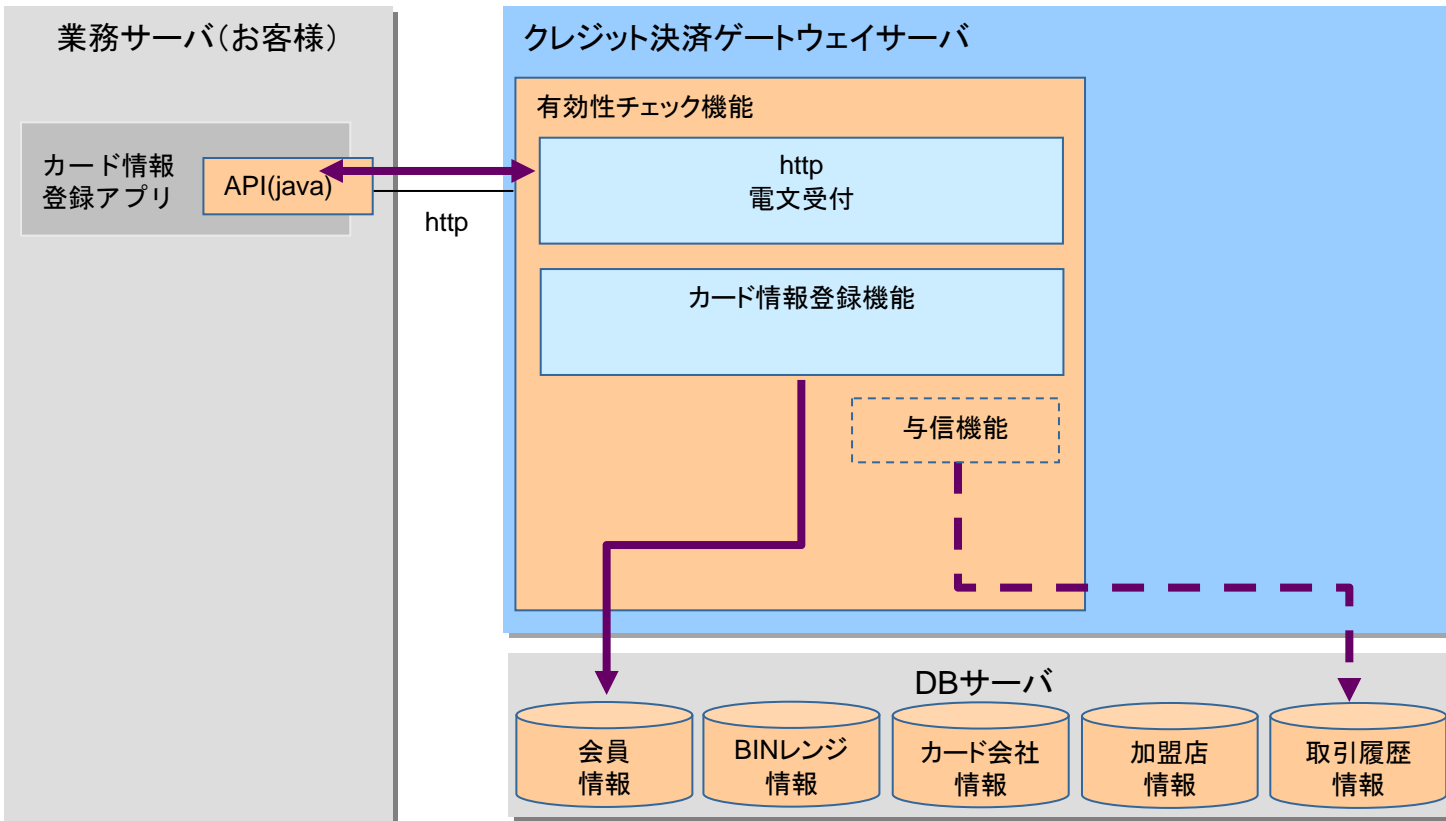 業務サーバ(お客様)
カード情報
登録アプリ
API(java)
http
クレジット決済ゲートウェイサーバ
有効性チェック機能
http
電文受付
カード情報登録機能
与信機能
DBサーバ
会員
情報
BINレンジ
情報
カード会社
情報
加盟店
情報
取引履歴
情報